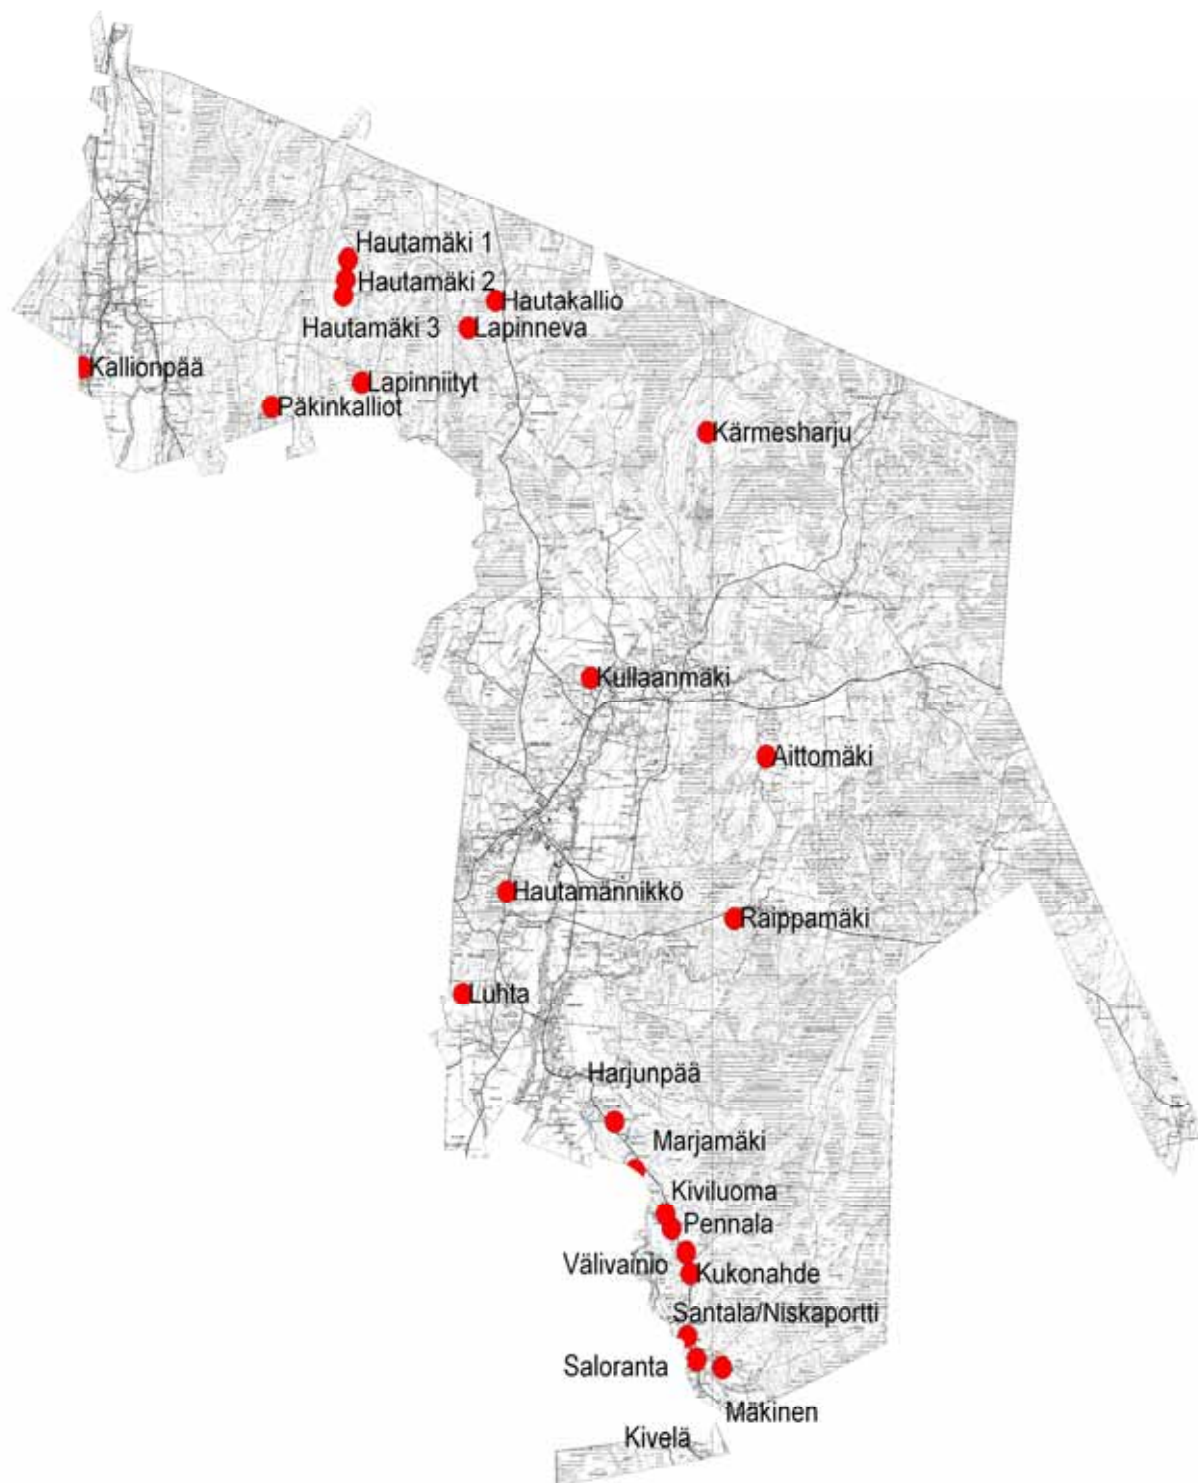 Hautamäki 1
Hautamäki 2
Hautakallio
Hautamäki 3
Lapinneva
Kallionpää
Lapinniityt
Päkinkalliot
Kärmesharju
Kullaanmäki
Aittomäki
Hautamännikkö
Raippamäki
Luhta
Harjunpää
Marjamäki
Kiviluoma
Pennala
Välivainio
Kukonahde
Santala/Niskaportti
Saloranta
Mäkinen
Kivelä